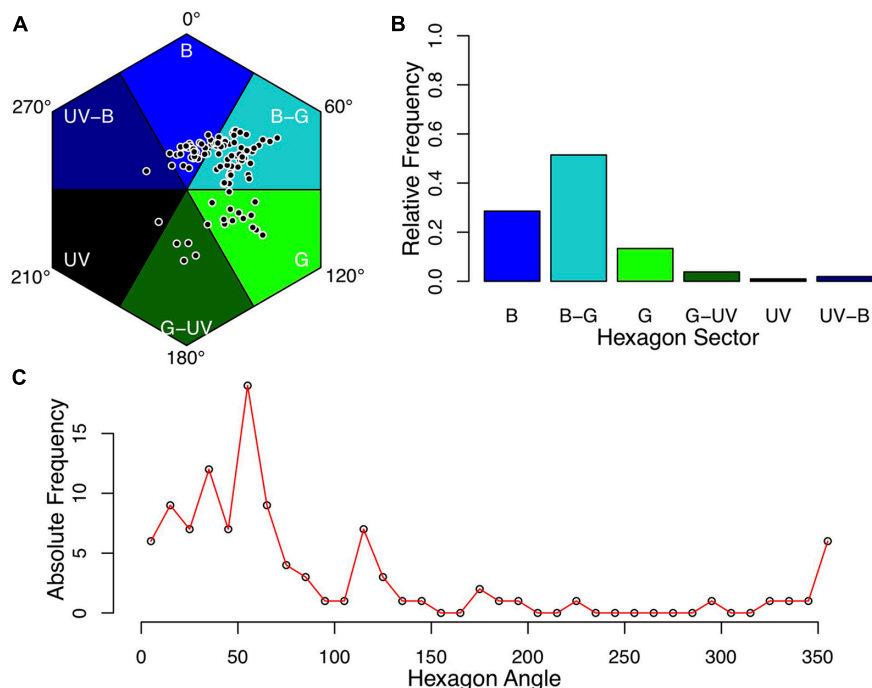 A
0°
B
270°
60°
UV−B
B−G
UV
G
210°
120°
G−UV
180°
B
1.0
0.8
0.6
0.4
0.2
0.0
Relative Frequency
B B−G G G−UV UV UV−B
Hexagon Sector
C
15
10
5
0
Absolute Frequency
0 50 100 150 200 250 300 350
Hexagon Angle